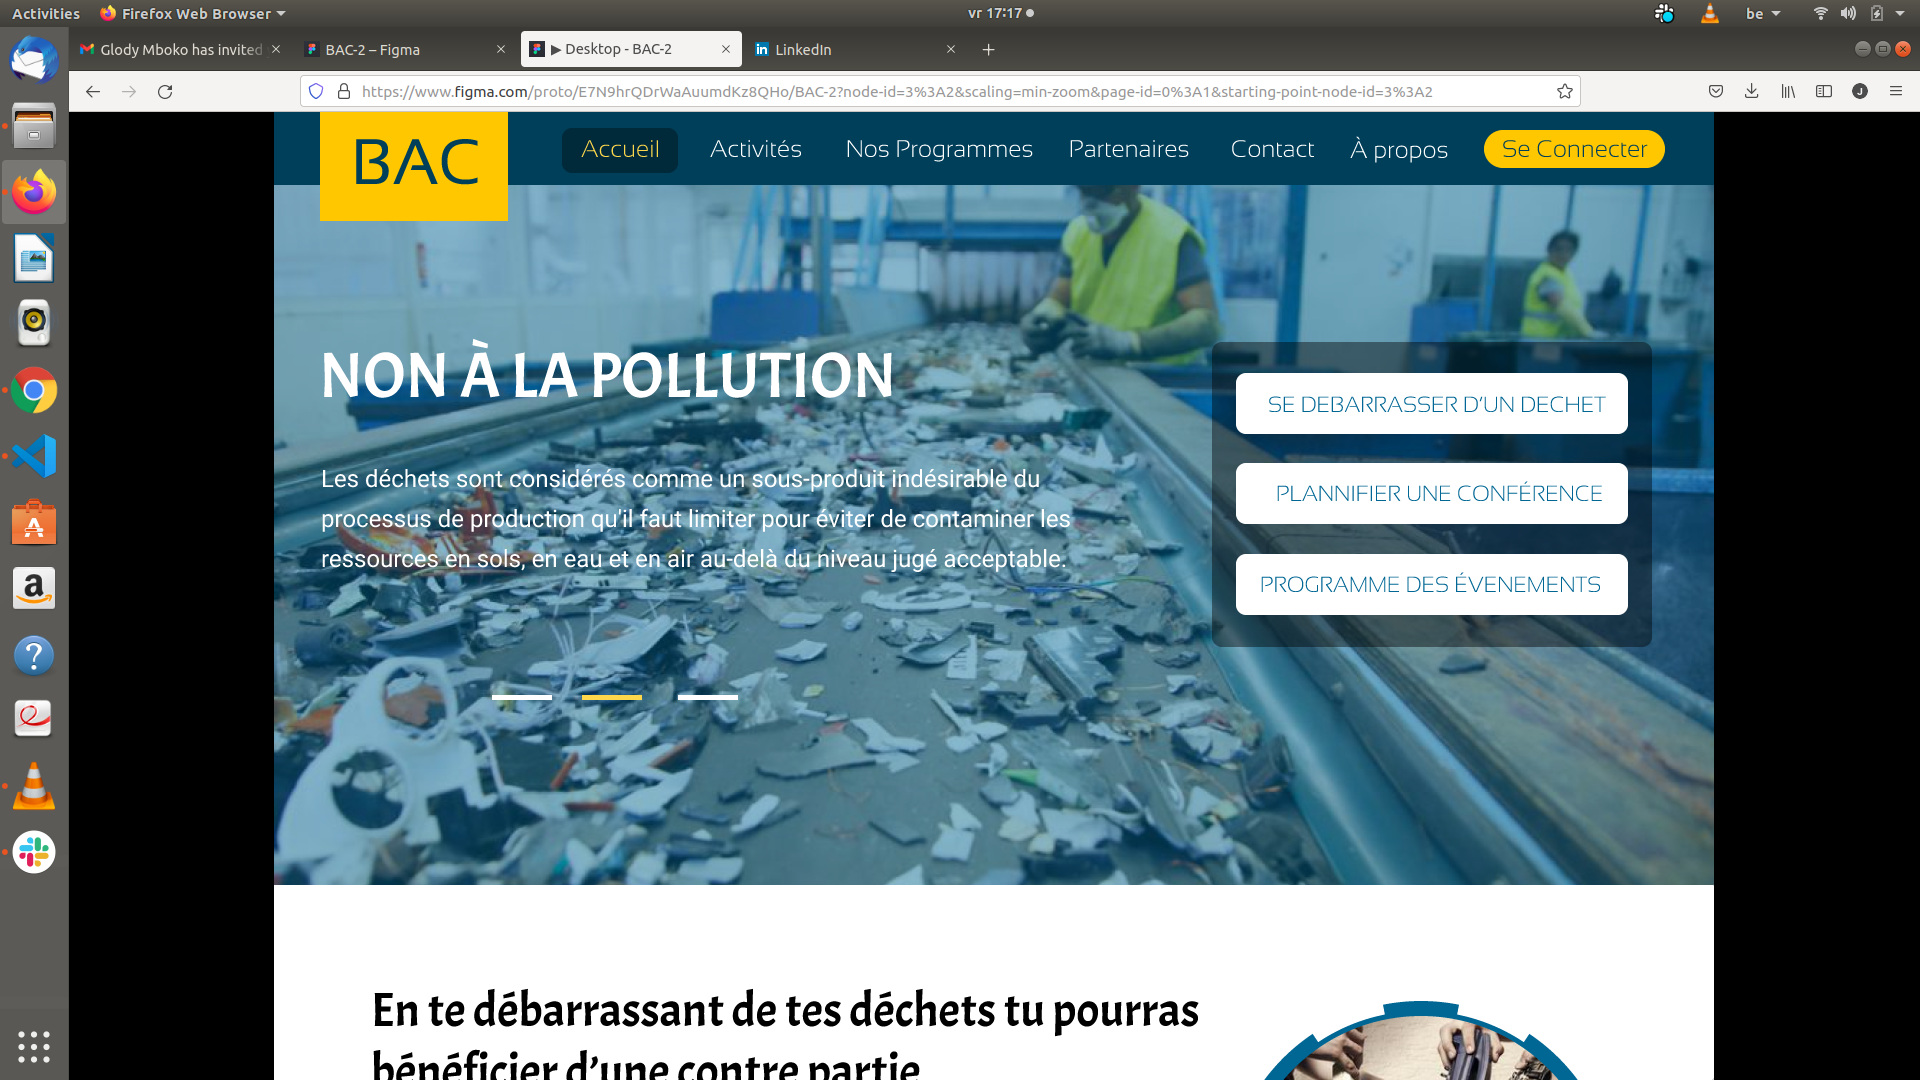 Activities
Firefox Web Browser
vr 17:17
be
Glody Mboko has invited
BAC-2 – Figma
▶ Desktop - BAC-2
LinkedIn
https://www.figma.com/proto/E7N9hrQDrWaAuumdKz8QHo/BAC-2?node-id=3%3A2&scaling=min-zoom&page-id=0%3A1&starting-point-node-id=3%3A2
J
BAC
Accueil
Activités
Nos Programmes
Partenaires
Contact
À propos
Se Connecter
NON À LA POLLUTION
Les déchets sont considérés comme un sous-produit indésirable du
processus de production qu'il faut limiter pour éviter de contaminer les
ressources en sols, en eau et en air au-delà du niveau jugé acceptable.
SE DEBARRASSER D'UN DECHET
PLANNIFIER UNE CONFÉRENCE
PROGRAMME DES ÉVENEMENTS
En te débarrassant de tes déchets tu pourras
bénéficier d'une contre partie